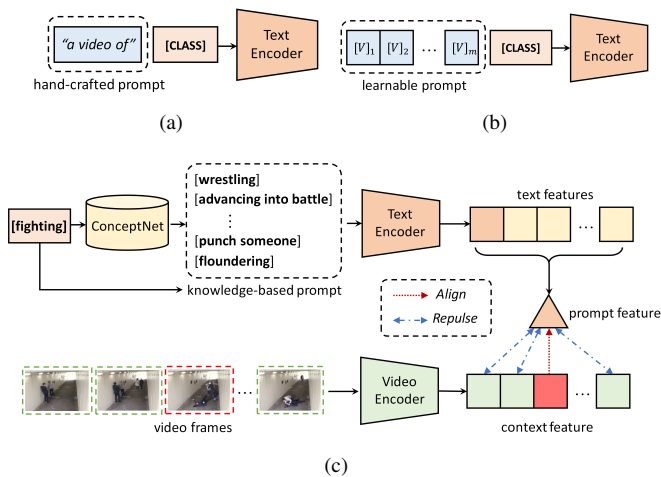 "a video of"
[CLASS]
Text
Encoder
hand-crafted prompt
(a)
[V]1 [V]2 ... [V]m
[CLASS]
Text
Encoder
learnable prompt
(b)
[fighting]
ConceptNet
[wrestling]
[advancing into battle]
⋮
[punch someone]
[floundering]
knowledge-based prompt
Text
Encoder
text features
...
Align
Repulse
prompt feature
...
video frames
Video
Encoder
...
context feature
(c)